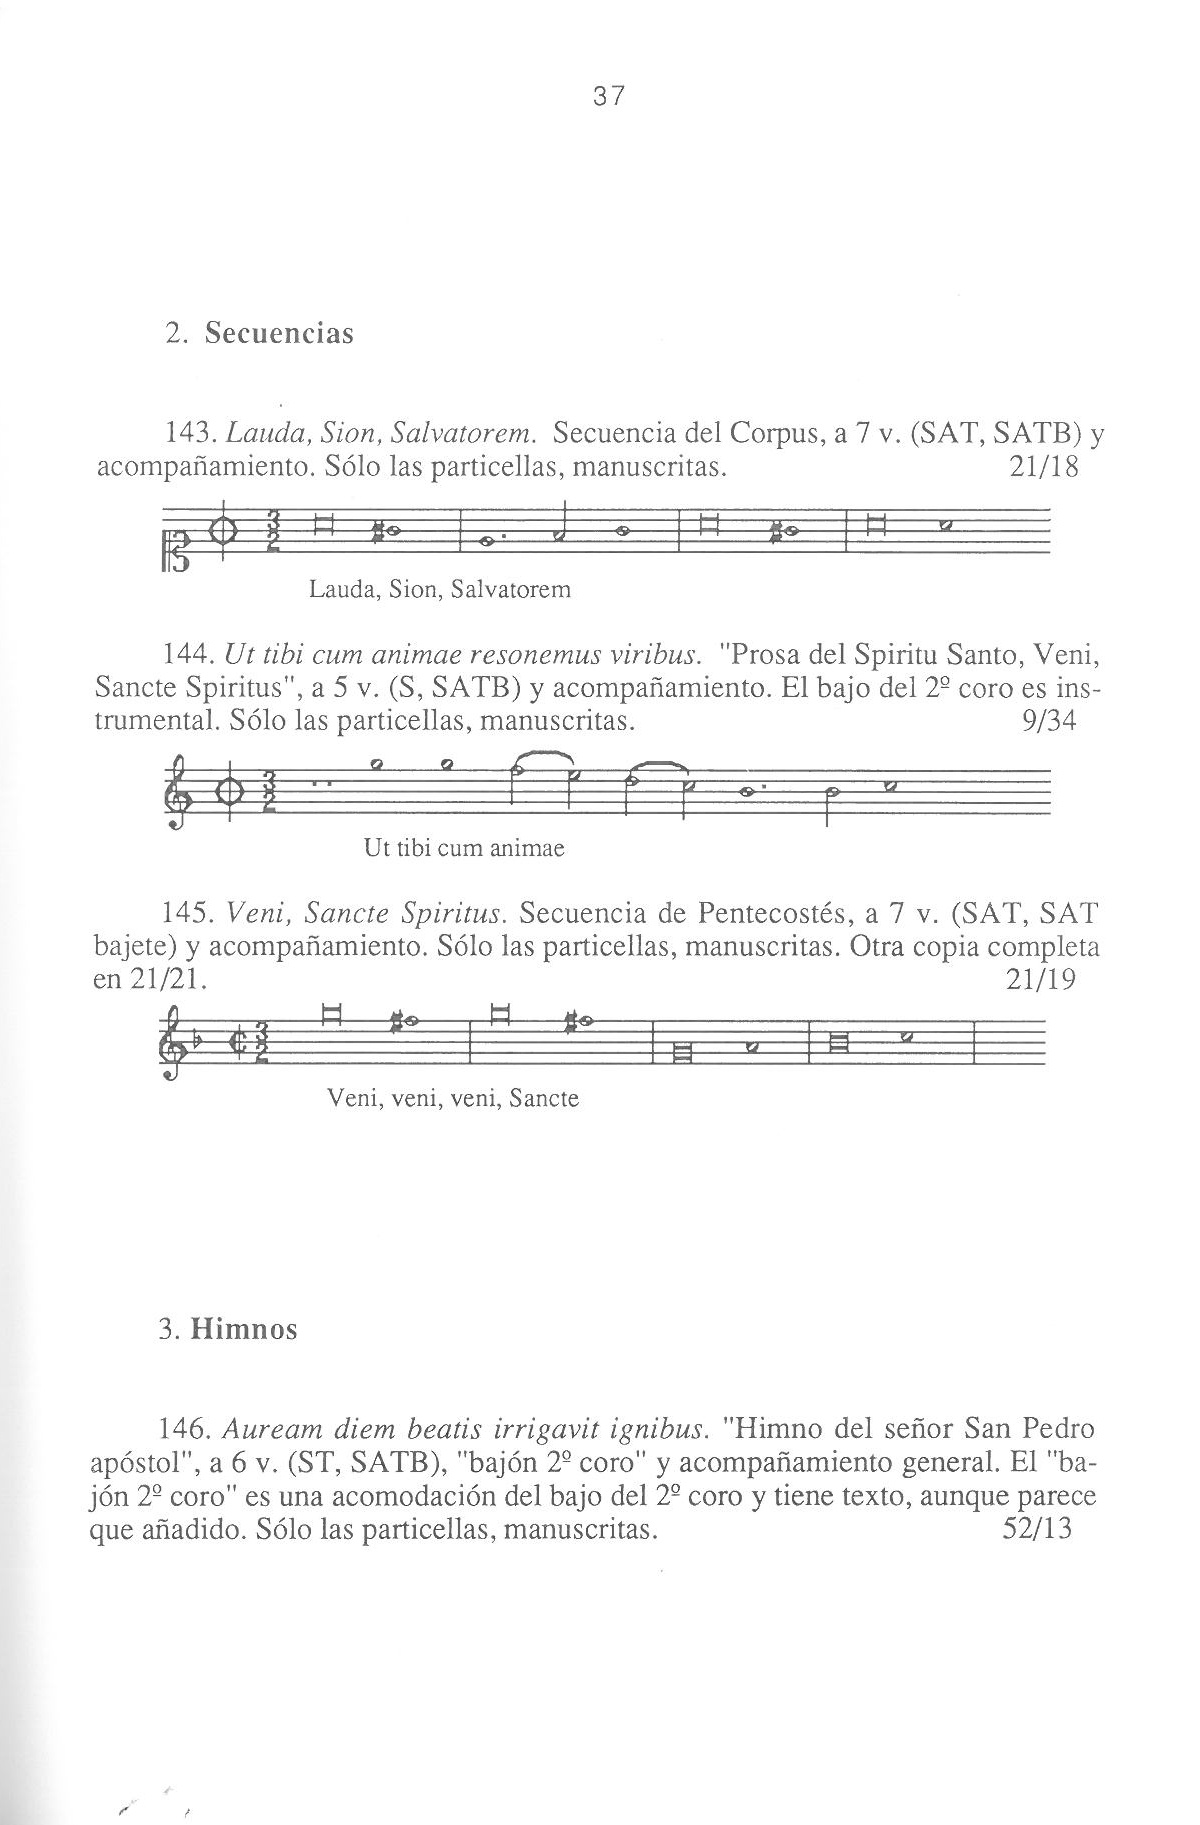 37
2. Secuencias
143. Lauda, Sion, Salvatorem. Secuencia del Corpus, a 7 v. (SAT, SATB) y
acompañamiento. Sólo las particellas, manuscritas. 21/18
3
2
Lauda, Sion, Salvatorem
144. Ut tibi cum animae resonemus viribus. "Prosa del Spiritu Santo, Veni,
Sancte Spiritus", a 5 v. (S, SATB) y acompañamiento. El bajo del 2º coro es ins-
trumental. Sólo las particellas, manuscritas. 9/34
3
2
Ut tibi cum animae
145. Veni, Sancte Spiritus. Secuencia de Pentecostés, a 7 v. (SAT, SAT
bajete) y acompañamiento. Sólo las particellas, manuscritas. Otra copia completa
en 21/21. 21/19
3
2
Veni, veni, veni, Sancte
3. Himnos
146. Auream diem beatis irrigavit ignibus. "Himno del señor San Pedro
apóstol", a 6 v. (ST, SATB), "bajón 2º coro" y acompañamiento general. El "ba-
jón 2º coro" es una acomodación del bajo del 2º coro y tiene texto, aunque parece
que añadido. Sólo las particellas, manuscritas. 52/13